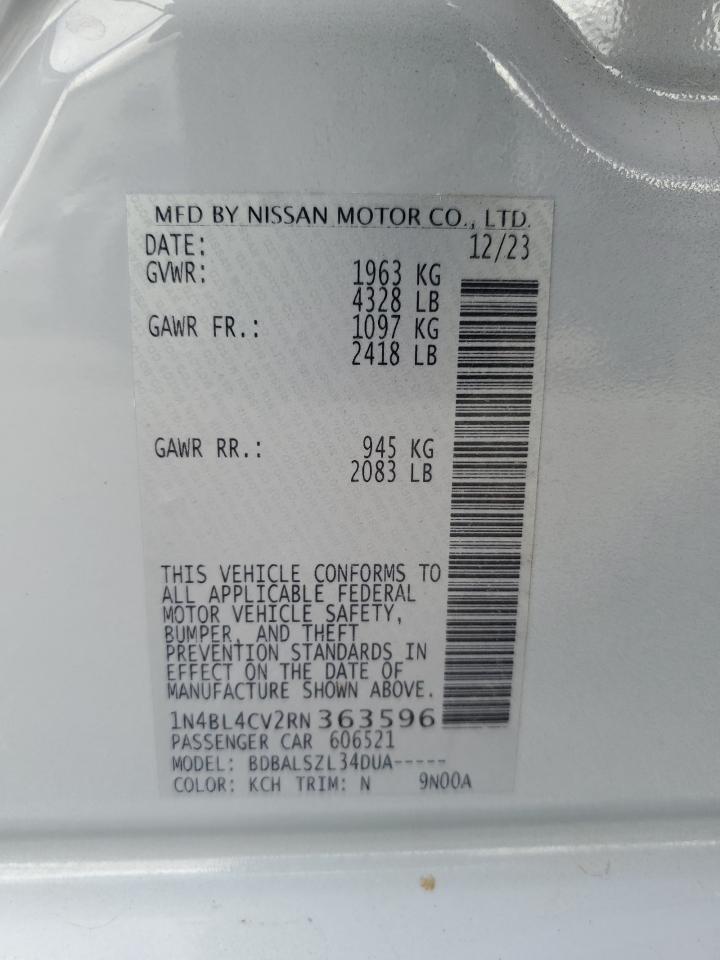 MFD BY NISSAN MOTOR CO., LTD.
DATE: 12/23
GVWR: 1963 KG
4328 LB
GAWR FR.: 1097 KG
2418 LB
GAWR RR.: 945 KG
2083 LB
THIS VEHICLE CONFORMS TO
ALL APPLICABLE FEDERAL
MOTOR VEHICLE SAFETY,
BUMPER, AND THEFT
PREVENTION STANDARDS IN
EFFECT ON THE DATE OF
MANUFACTURE SHOWN ABOVE.
1N4BL4CV2RN363596
PASSENGER CAR 606521
MODEL: BDBALSZL34DUA-----
COLOR: KCH TRIM: N 9N00A